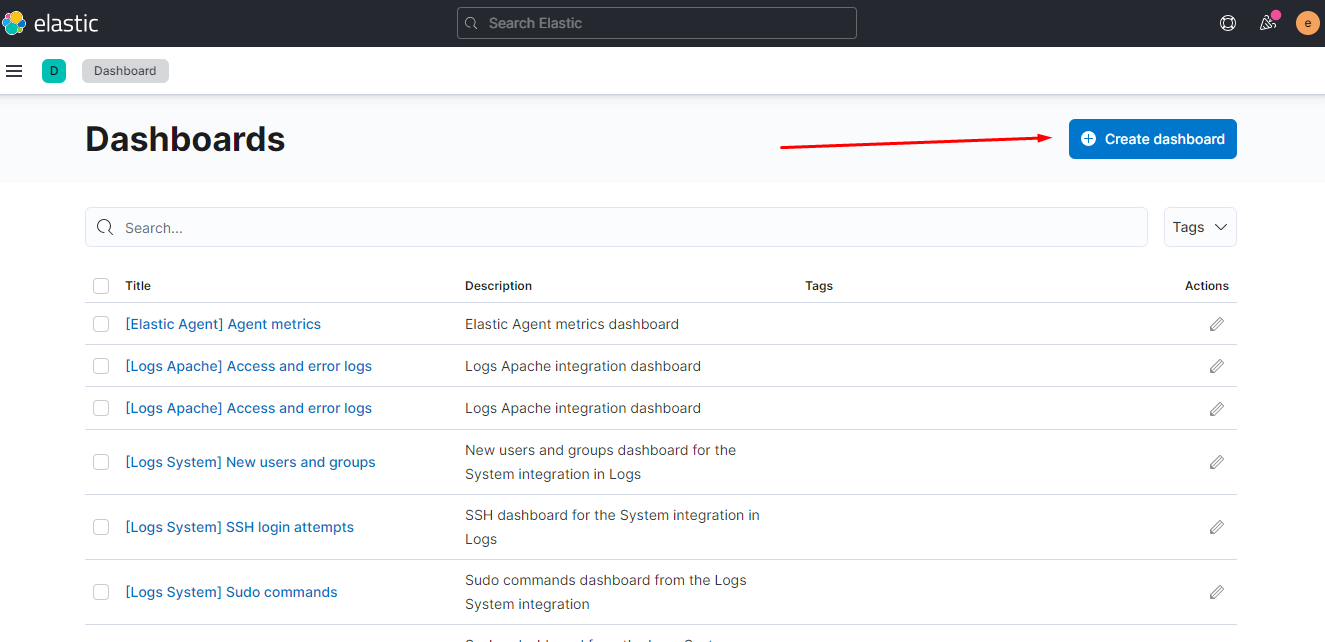 elastic
Search Elastic
e
D
Dashboard
Dashboards
Create dashboard
Search...
Tags
Title Description Tags Actions
[Elastic Agent] Agent metrics Elastic Agent metrics dashboard
[Logs Apache] Access and error logs Logs Apache integration dashboard
[Logs Apache] Access and error logs Logs Apache integration dashboard
[Logs System] New users and groups New users and groups dashboard for the
System integration in Logs
[Logs System] SSH login attempts SSH dashboard for the System integration in
Logs
[Logs System] Sudo commands Sudo commands dashboard from the Logs
System integration